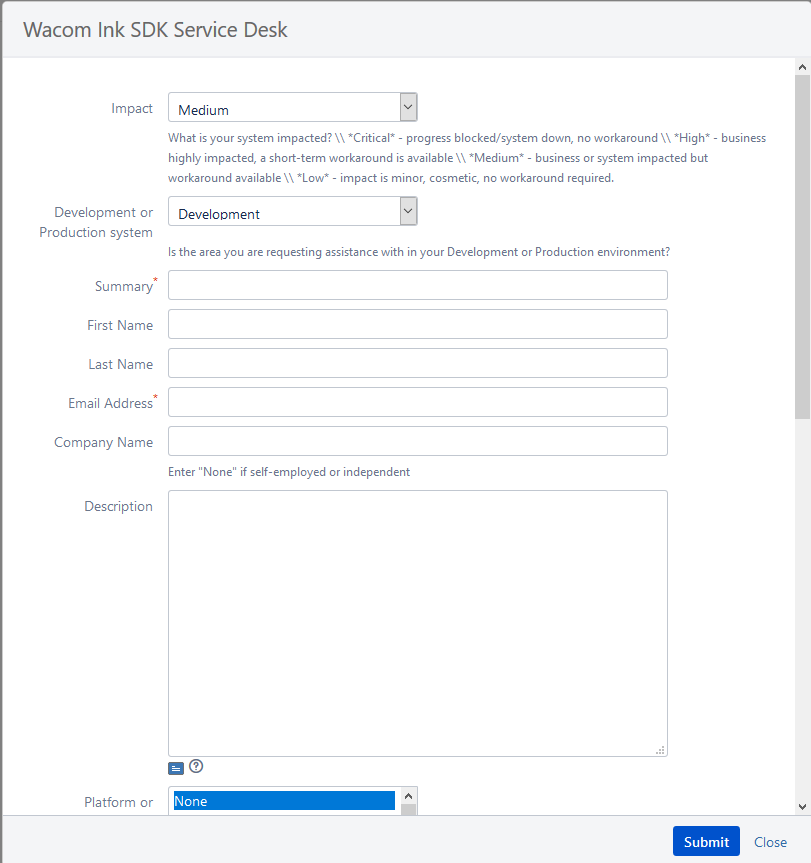 Wacom Ink SDK Service Desk
Impact
Medium
What is your system impacted? \\ *Critical* - progress blocked/system down, no workaround \\ *High* - business
highly impacted, a short-term workaround is available \\ *Medium* - business or system impacted but
workaround available \\ *Low* - impact is minor, cosmetic, no workaround required.
Development or
Production system
Development
Is the area you are requesting assistance with in your Development or Production environment?
Summary*
First Name
Last Name
Email Address*
Company Name
Enter "None" if self-employed or independent
Description
Platform or
None
Submit
Close